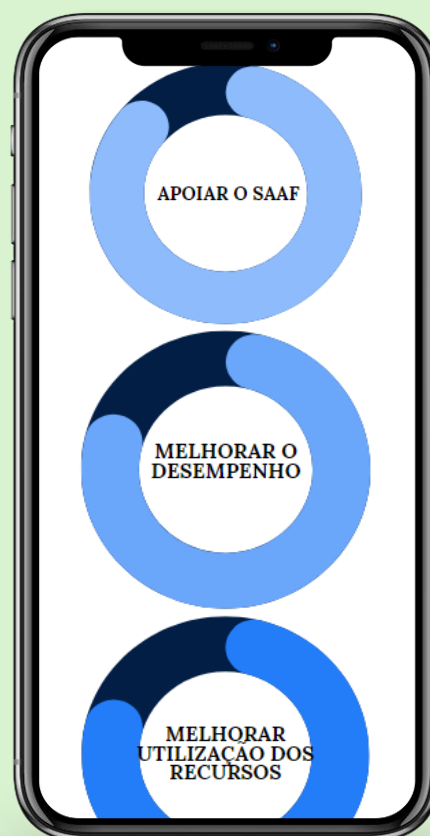 APOIAR O SAAF
MELHORAR O
DESEMPENHO
MELHORAR
UTILIZAÇÃO DOS
RECURSOS